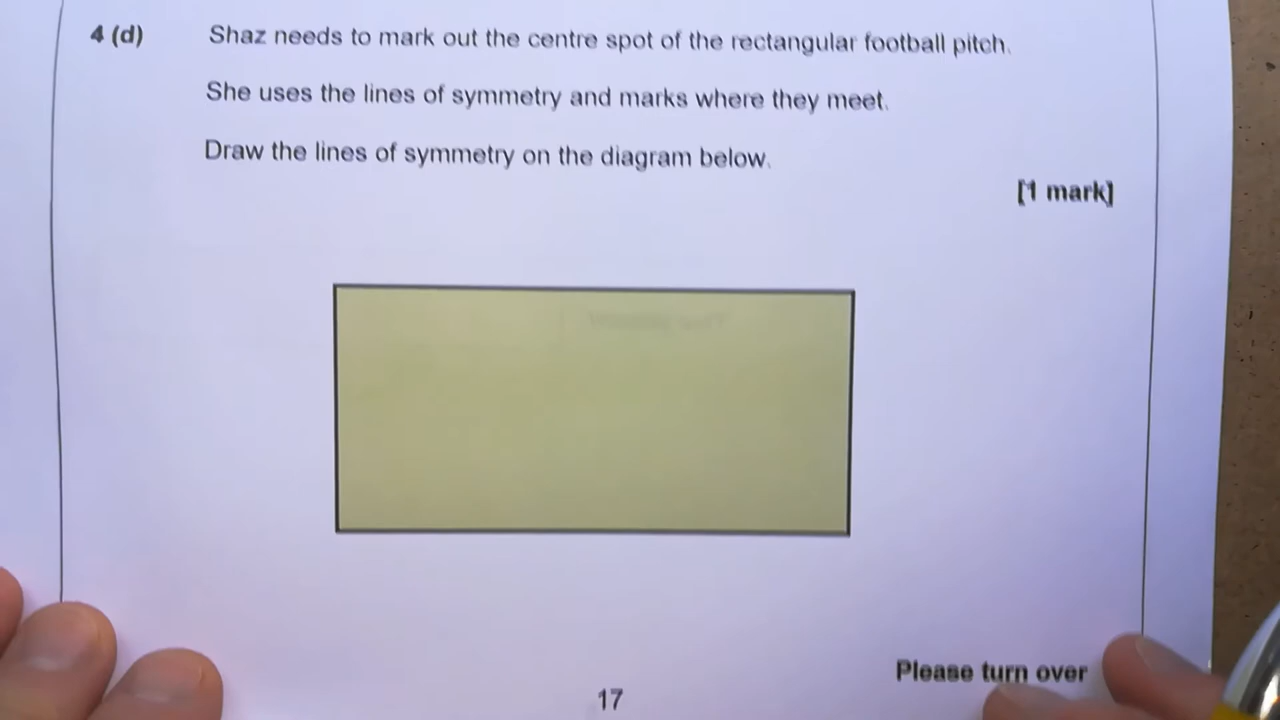 4 (d) Shaz needs to mark out the centre spot of the rectangular football pitch.
She uses the lines of symmetry and marks where they meet.
Draw the lines of symmetry on the diagram below.
[1 mark]
Please turn over
17